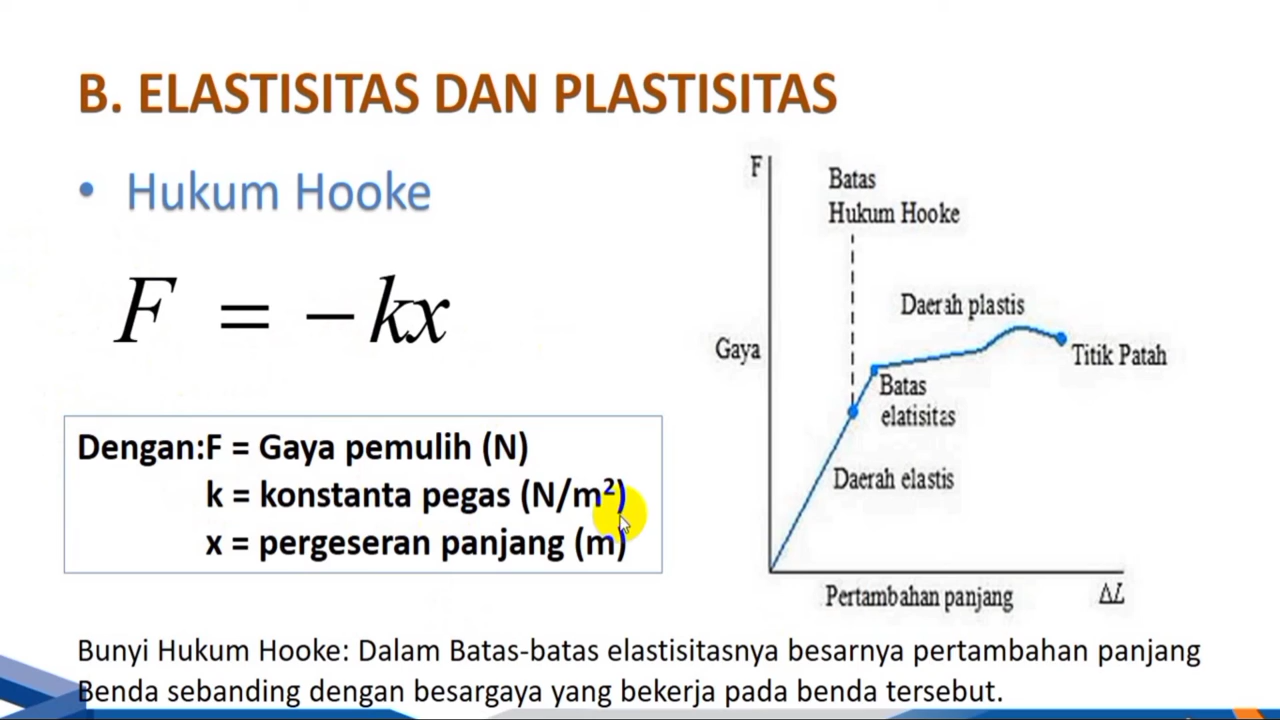 B. ELASTISITAS DAN PLASTISITAS
• Hukum Hooke
F = −kx
Dengan:F = Gaya pemulih (N)
k = konstanta pegas (N/m²)
x = pergeseran panjang (m)
F
Batas
Hukum Hooke
Daerah plastis
Gaya
Titik Patah
Batas
elatisitas
Daerah elastis
Pertambahan panjang
ΔL
Bunyi Hukum Hooke: Dalam Batas-batas elastisitasnya besarnya pertambahan panjang
Benda sebanding dengan besargaya yang bekerja pada benda tersebut.